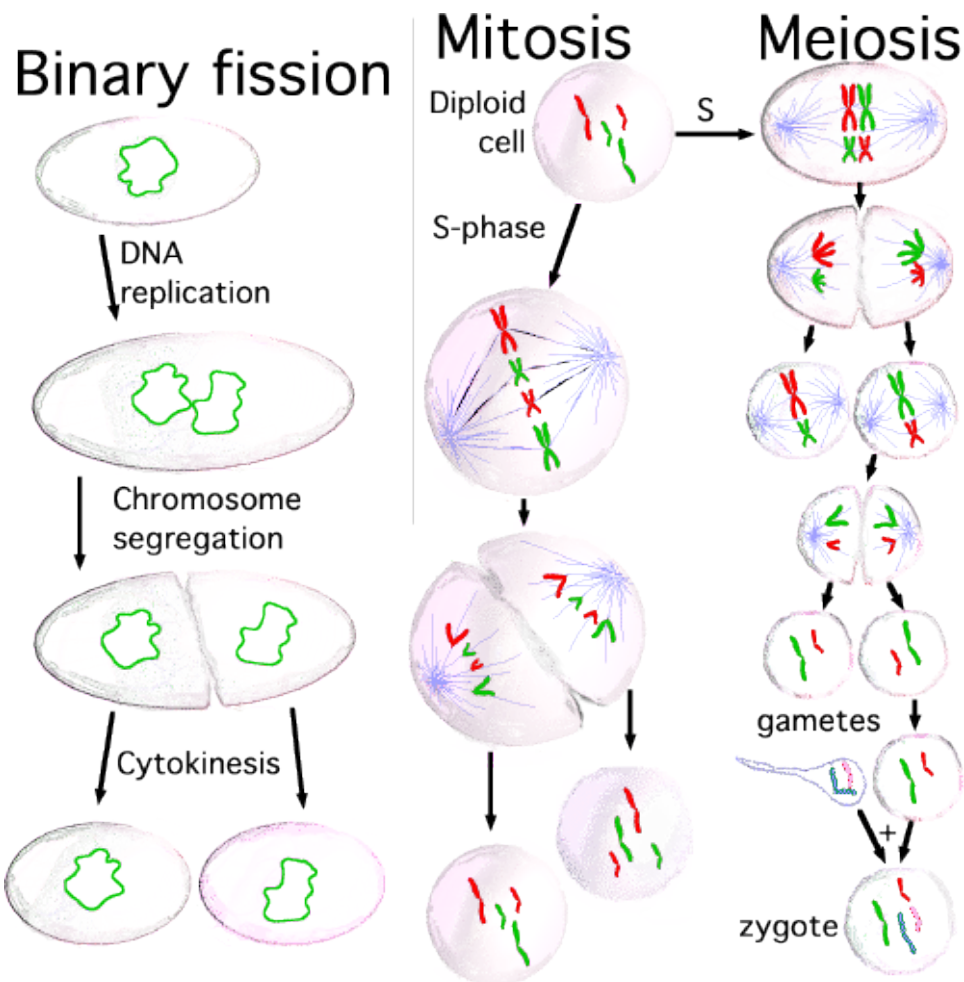 Binary fission
DNA
replication
Chromosome
segregation
Cytokinesis
Mitosis
Diploid
cell
S-phase
S
Meiosis
gametes
+
zygote